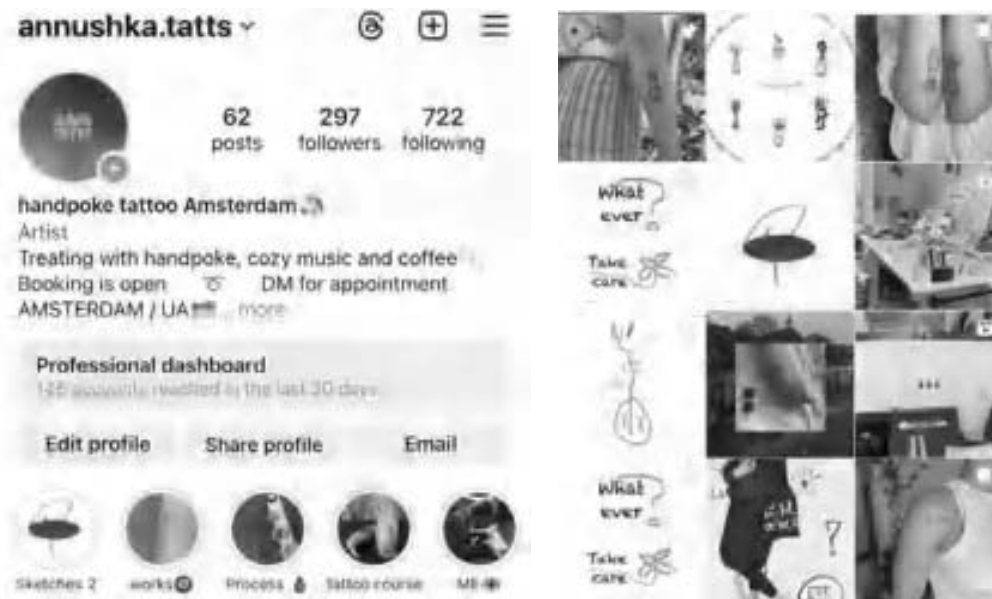 annushka.tatts
62 297 722
posts followers following
handpoke tattoo Amsterdam
Artist
Treating with handpoke, cozy music and coffee
Booking is open DM for appointment
AMSTERDAM / UA ... more
Professional dashboard
146 accounts reached in the last 30 days
Edit profile Share profile Email
Sketches 2 works Process Tattoo course ME
What
ever?
Take
care
What
ever?
Take
care
?